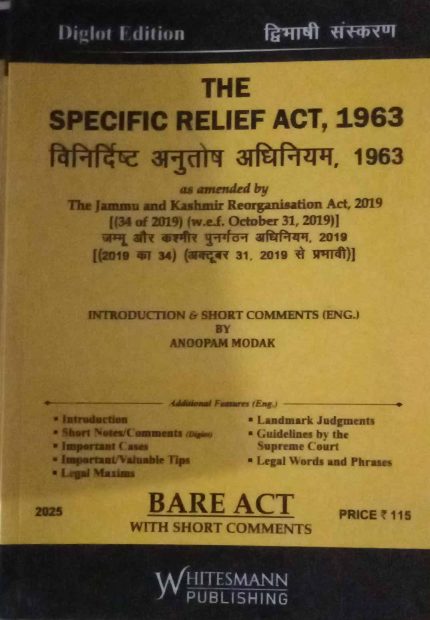 Diglot Edition द्विभाषी संस्करण
THE
SPECIFIC RELIEF ACT, 1963
विनिर्दिष्ट अनुतोष अधिनियम, 1963
as amended by
The Jammu and Kashmir Reorganisation Act, 2019
[(34 of 2019) (w.e.f. October 31, 2019)]
जम्मू और कश्मीर पुनर्गठन अधिनियम, 2019
[(2019 का 34) (अक्टूबर 31, 2019 से प्रभावी)]
INTRODUCTION & SHORT COMMENTS (ENG.)
BY
ANOOPAM MODAK
Additional Features (Eng.)
▪ Introduction
▪ Short Notes/Comments (Diglot)
▪ Important Cases
▪ Important/Valuable Tips
▪ Legal Maxims
▪ Landmark Judgments
▪ Guidelines by the
Supreme Court
▪ Legal Words and Phrases
2025
BARE ACT
WITH SHORT COMMENTS
PRICE ₹ 115
WHITESMANN
PUBLISHING